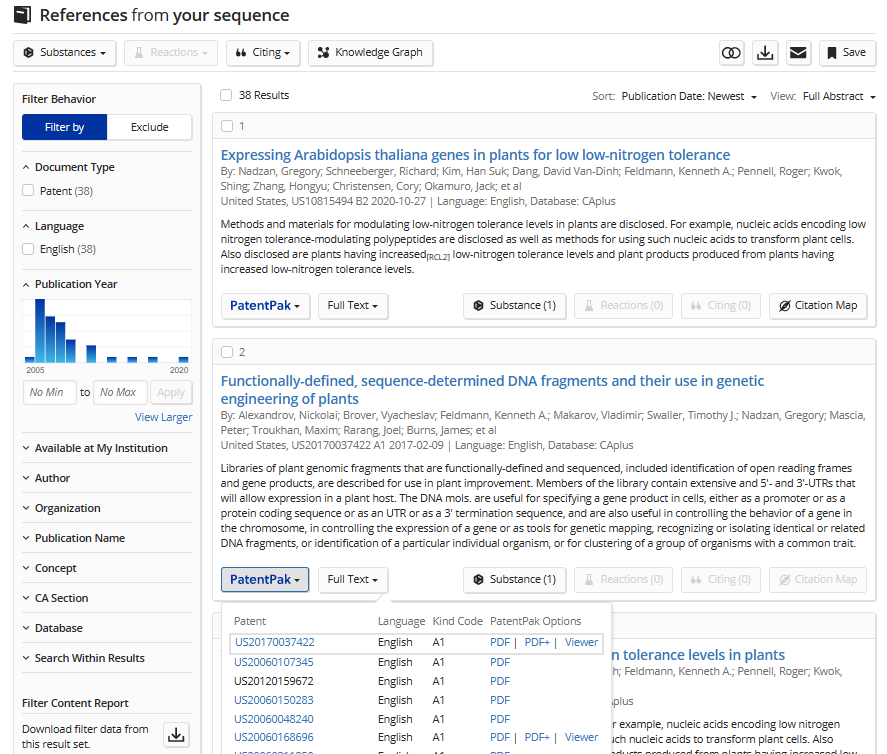 References from your sequence
Substances
Reactions
Citing
Knowledge Graph
Save
Filter Behavior
Filter by
Exclude
Document Type
Patent (38)
Language
English (38)
Publication Year
2005
2020
No Min
to
No Max
Apply
View Larger
Available at My Institution
Author
Organization
Publication Name
Concept
CA Section
Database
Search Within Results
Filter Content Report
Download filter data from
this result set.
38 Results
Sort: Publication Date: Newest
View: Full Abstract
1
Expressing Arabidopsis thaliana genes in plants for low low-nitrogen tolerance
By: Nadzan, Gregory; Schneeberger, Richard; Kim, Han Suk; Dang, David Van-Dinh; Feldmann, Kenneth A.; Pennell, Roger; Kwok,
Shing; Zhang, Hongyu; Christensen, Cory; Okamuro, Jack; et al
United States, US10815494 B2 2020-10-27 | Language: English, Database: CAplus
Methods and materials for modulating low-nitrogen tolerance levels in plants are disclosed. For example, nucleic acids encoding low
nitrogen tolerance-modulating polypeptides are disclosed as well as methods for using such nucleic acids to transform plant cells.
Also disclosed are plants having increased[RCL2] low-nitrogen tolerance levels and plant products produced from plants having
increased low-nitrogen tolerance levels.
PatentPak
Full Text
Substance (1)
Reactions (0)
Citing (0)
Citation Map
2
Functionally-defined, sequence-determined DNA fragments and their use in genetic
engineering of plants
By: Alexandrov, Nickolai; Brover, Vyacheslav; Feldmann, Kenneth A.; Makarov, Vladimir; Swaller, Timothy J.; Nadzan, Gregory; Mascia,
Peter; Troukhan, Maxim; Rarang, Joel; Burns, James; et al
United States, US20170037422 A1 2017-02-09 | Language: English, Database: CAplus
Libraries of plant genomic fragments that are functionally-defined and sequenced, included identification of open reading frames
and gene products, are described for use in plant improvement. Members of the library contain extensive and 5'- and 3'-UTRs that
will allow expression in a plant host. The DNA mols. are useful for specifying a gene product in cells, either as a promoter or as a
protein coding sequence or as an UTR or as a 3' termination sequence, and are also useful in controlling the behavior of a gene in
the chromosome, in controlling the expression of a gene or as tools for genetic mapping, recognizing or isolating identical or related
DNA fragments, or identification of a particular individual organism, or for clustering of a group of organisms with a common trait.
PatentPak
Full Text
Substance (1)
Reactions (0)
Citing (0)
Citation Map
Patent Language Kind Code PatentPak Options
US20170037422 English A1 PDF | PDF+ | Viewer
US20060107345 English A1 PDF
US20120159672 English A1 PDF
US20060150283 English A1 PDF
US20060048240 English A1 PDF
US20060168696 English A1 PDF | PDF+ | Viewer
n tolerance levels in plants
h; Feldmann, Kenneth A.; Pennell, Roger; Kwok,
plus
r example, nucleic acids encoding low nitrogen
uch nucleic acids to transform plant cells. Also